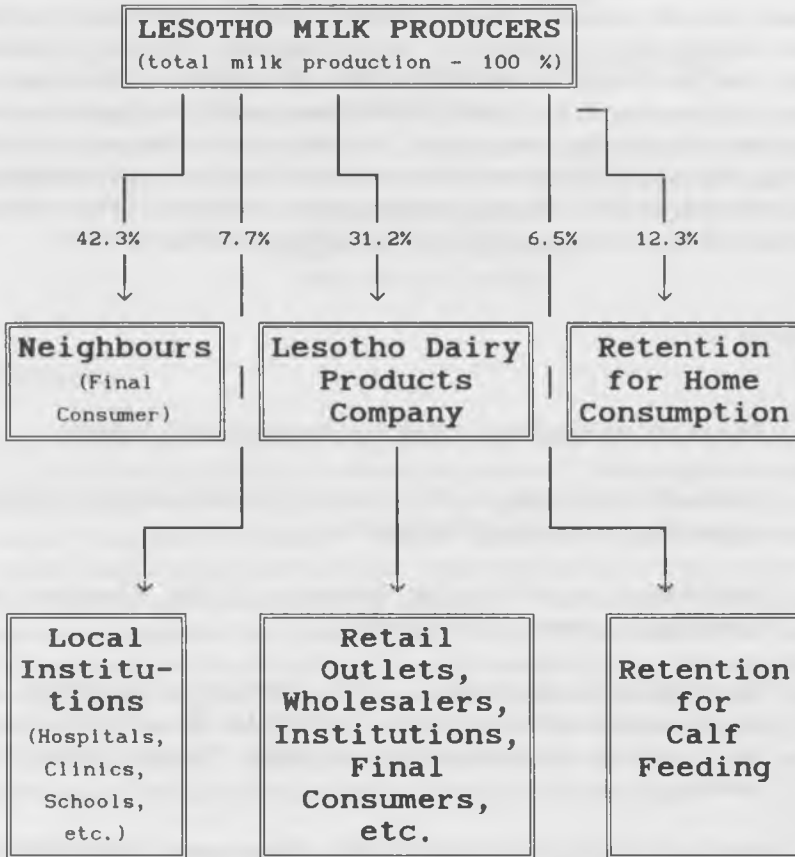 LESOTHO MILK PRODUCERS
(total milk production - 100 %)
42.3% 7.7% 31.2% 6.5% 12.3%
Neighbours
(Final
Consumer)
Lesotho Dairy
Products
Company
Retention
for Home
Consumption
Local
Institu-
tions
(Hospitals,
Clinics,
Schools,
etc.)
Retail
Outlets,
Wholesalers,
Institutions,
Final
Consumers,
etc.
Retention
for
Calf
Feeding